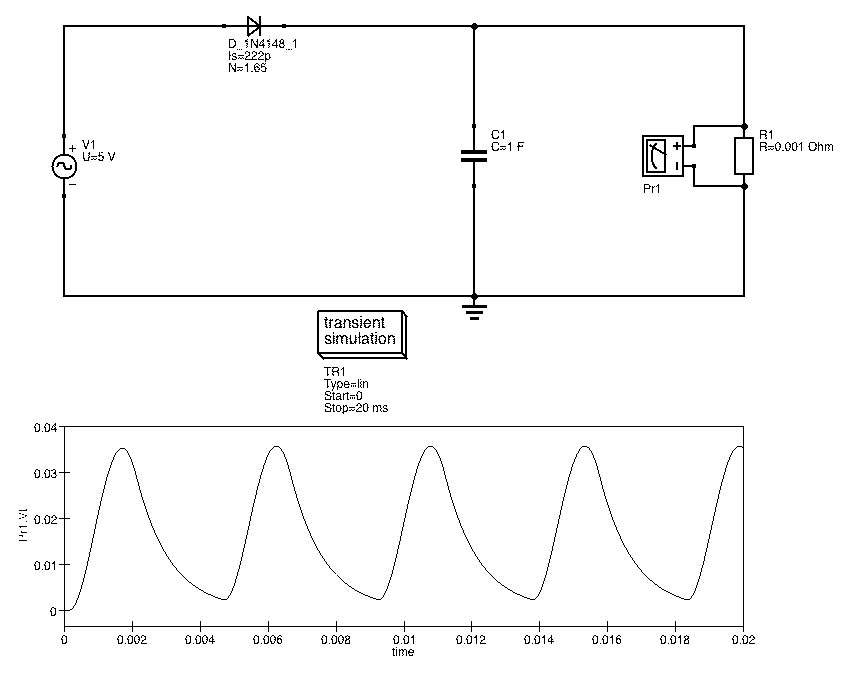 D_1N4148_1
Is=222p
N=1.65
V1
U=5 V
+
−
C1
C=1 F
R1
R=0.001 Ohm
Pr1
transient
simulation
TR1
Type=lin
Start=0
Stop=20 ms
0.04
0.03
0.02
0.01
0
Pr1.Vt
0 0.002 0.004 0.006 0.008 0.01 0.012 0.014 0.016 0.018 0.02
time